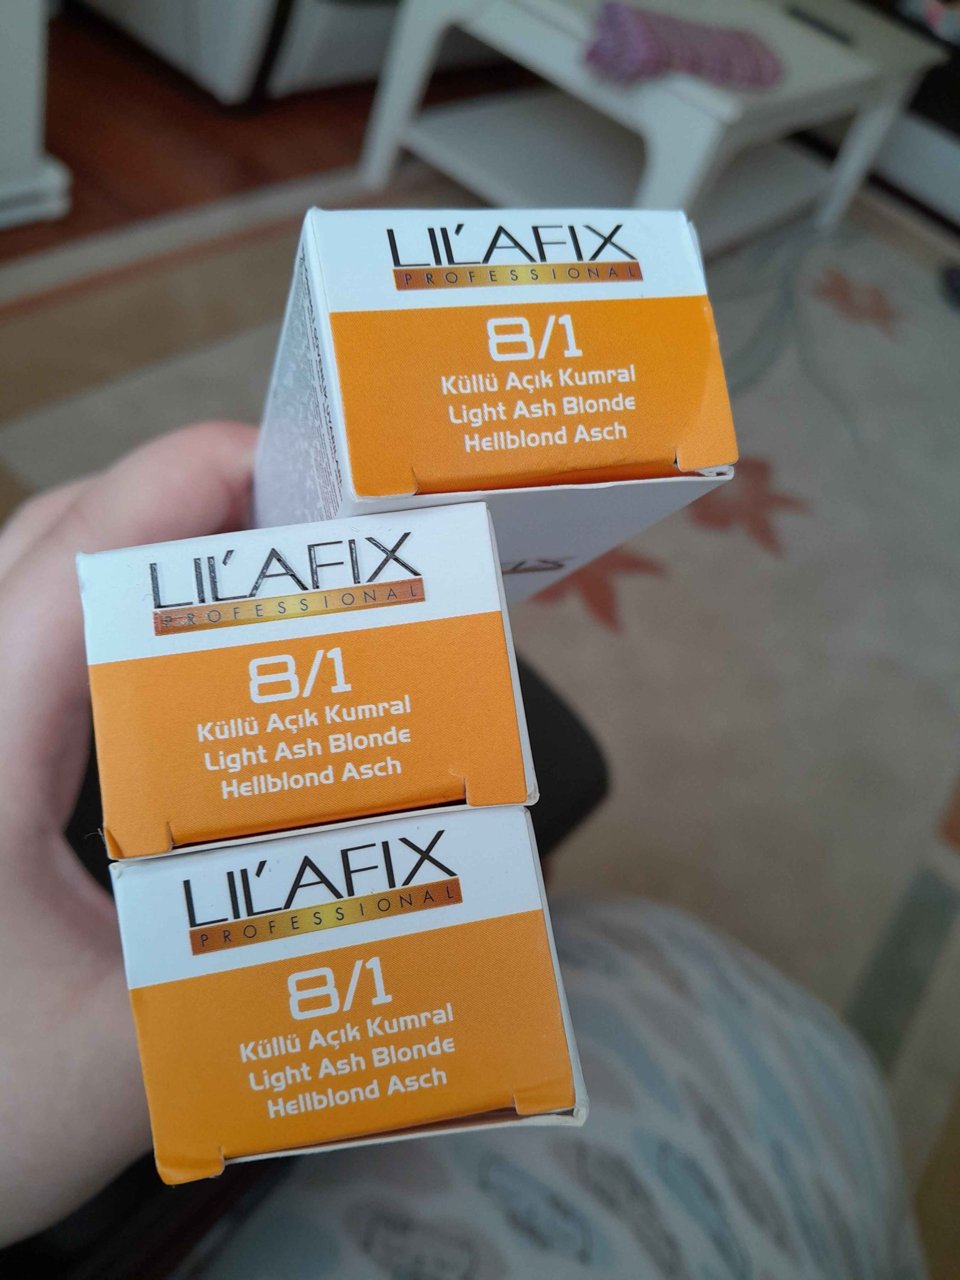 LIL'AFIX
PROFESSIONAL
8/1
Küllü Açık Kumral
Light Ash Blonde
Hellblond Asch
LIL'AFIX
PROFESSIONAL
8/1
Küllü Açık Kumral
Light Ash Blonde
Hellblond Asch
LIL'AFIX
PROFESSIONAL
8/1
Küllü Açık Kumral
Light Ash Blonde
Hellblond Asch